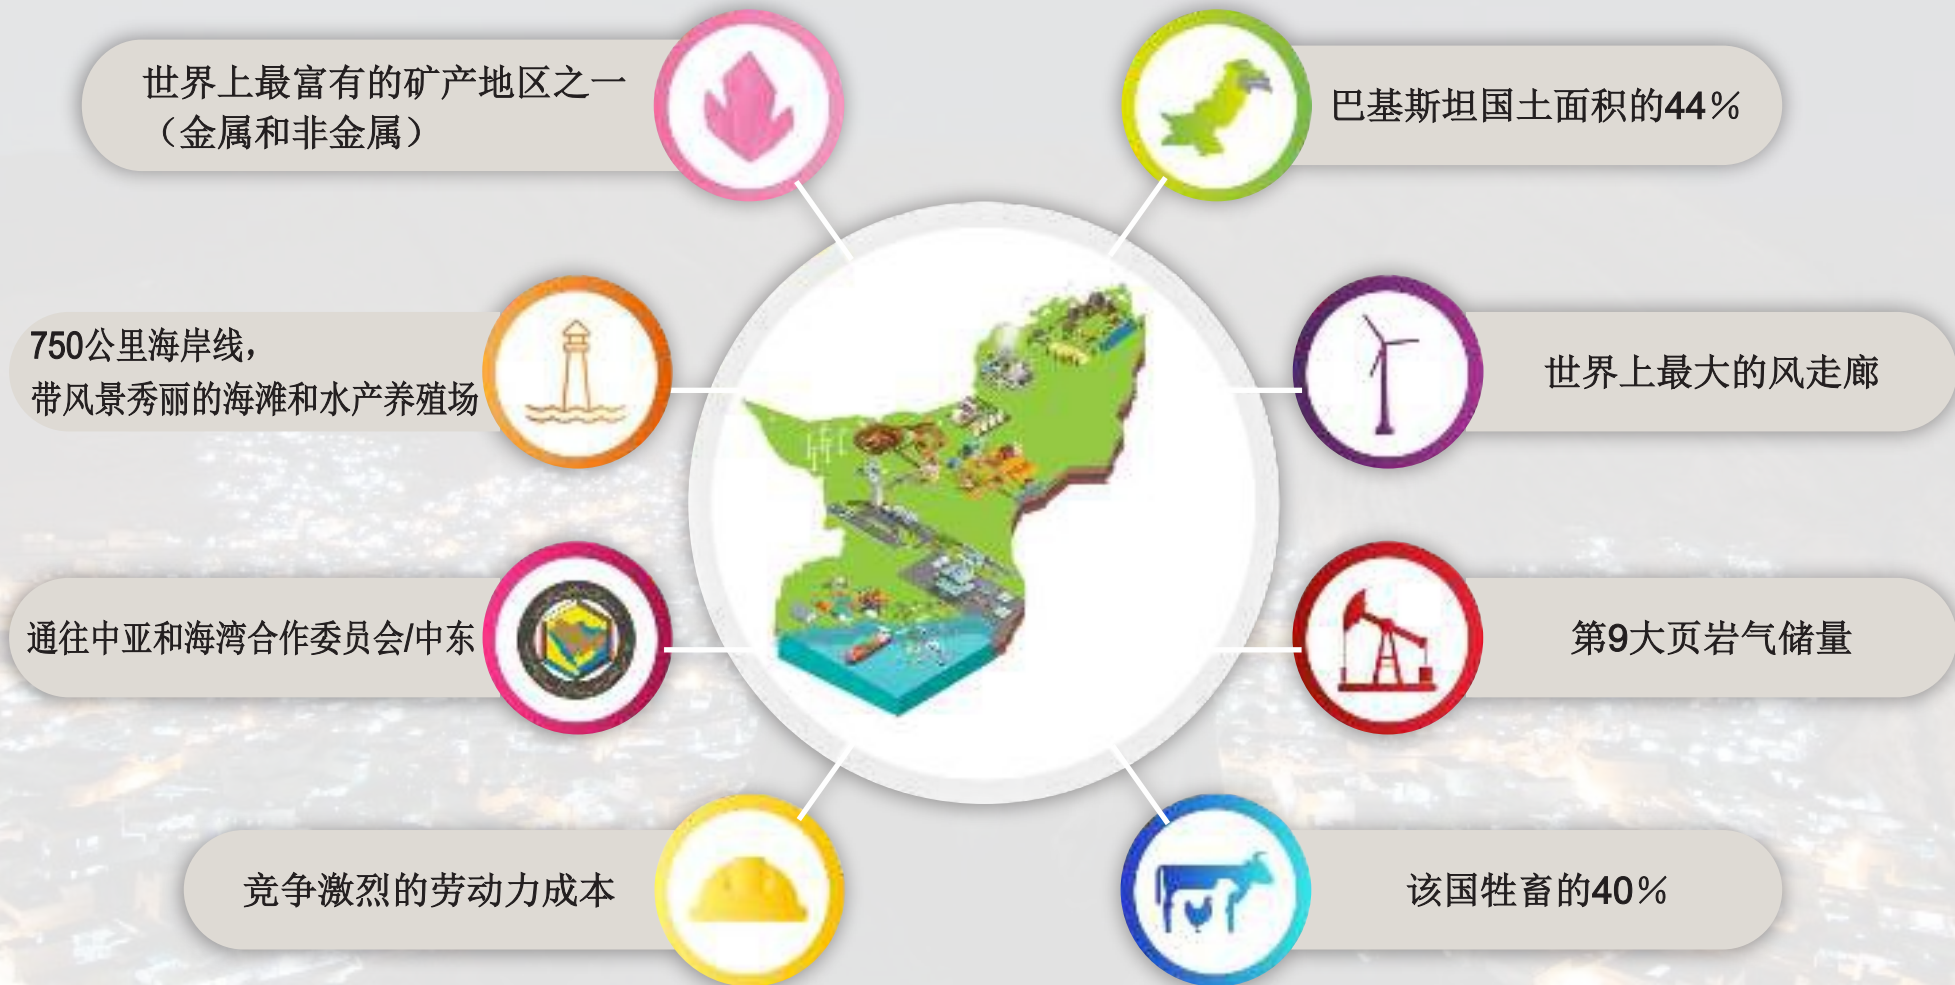 世界上最富有的矿产地区之一
（金属和非金属）
巴基斯坦国土面积的44%
750公里海岸线，
带风景秀丽的海滩和水产养殖场
世界上最大的风走廊
通往中亚和海湾合作委员会/中东
第9大页岩气储量
竞争激烈的劳动力成本
该国牲畜的40%